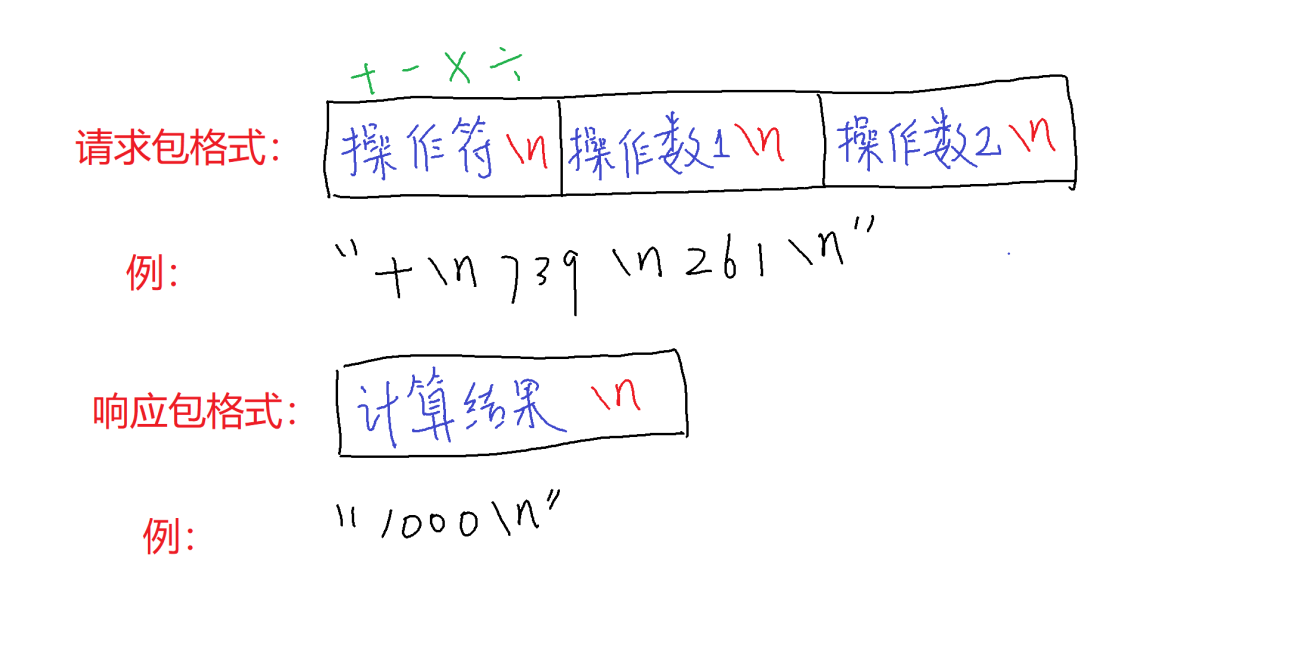 + - × ÷
请求包格式： 操作符\n 操作数1\n 操作数2\n
例： "+\n739\n261\n"
响应包格式： 计算结果 \n
例： "1000\n"